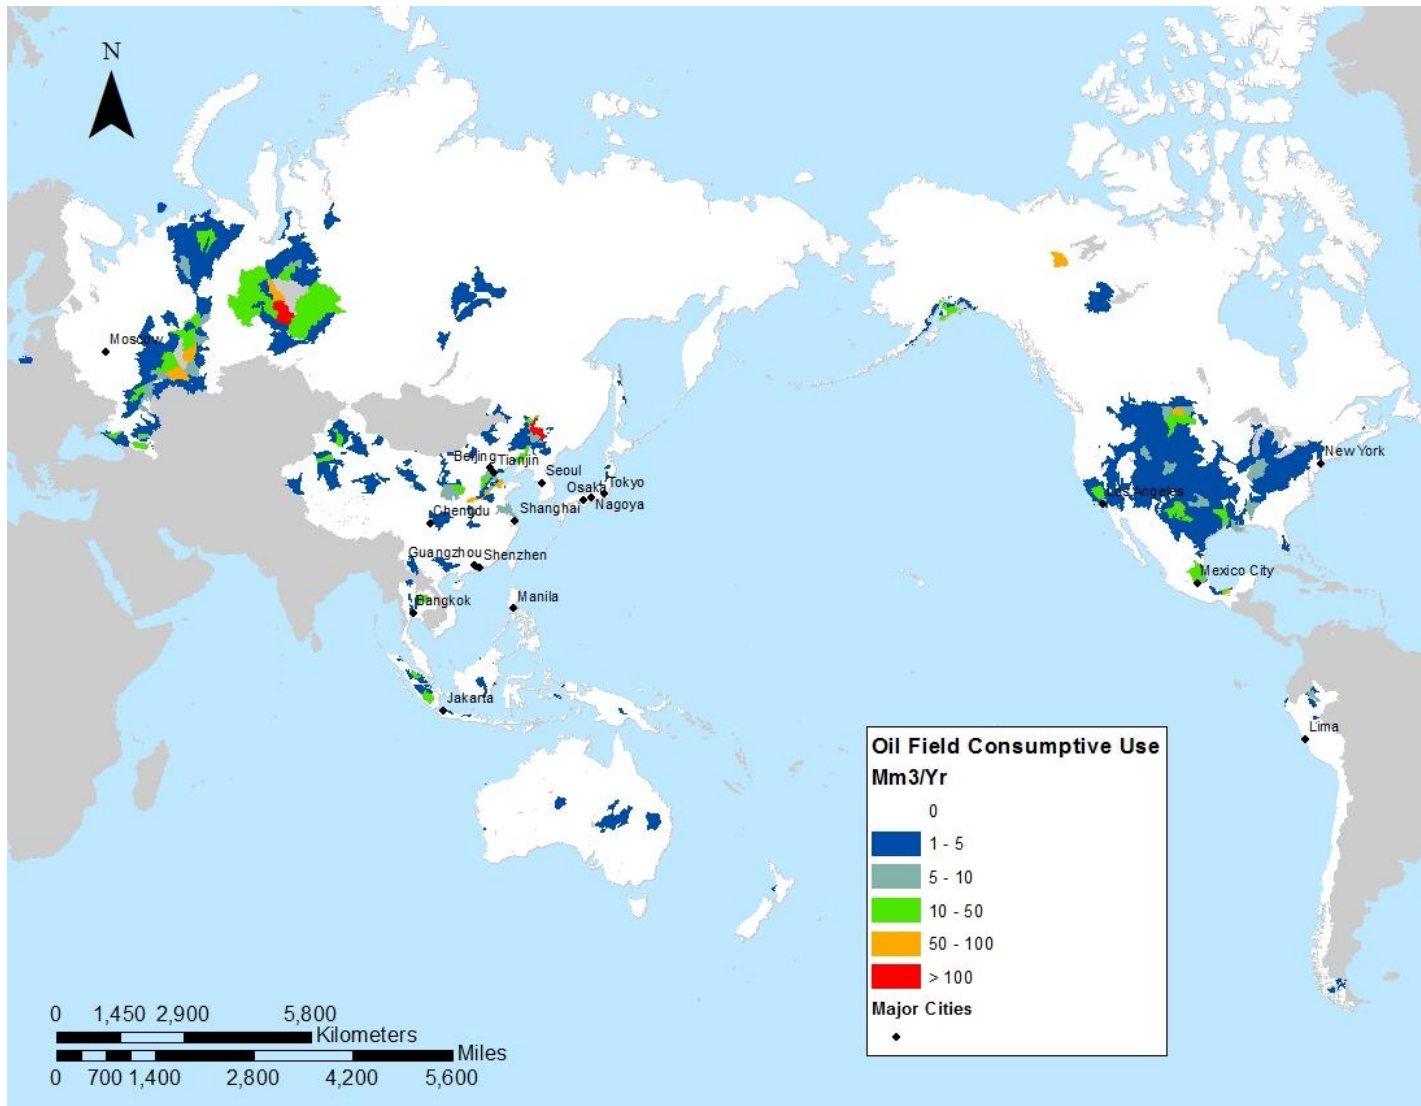 N
Moscow
Beijing
Tianjin
Seoul
Tokyo
Osaka
Nagoya
Chengdu
Shanghai
Guangzhou
Shenzhen
Bangkok
Manila
Jakarta
New York
Los Angeles
Mexico City
Lima
Oil Field Consumptive Use
Mm3/Yr
0
1 - 5
5 - 10
10 - 50
50 - 100
> 100
Major Cities
0 1,450 2,900 5,800
Kilometers
Miles
0 700 1,400 2,800 4,200 5,600